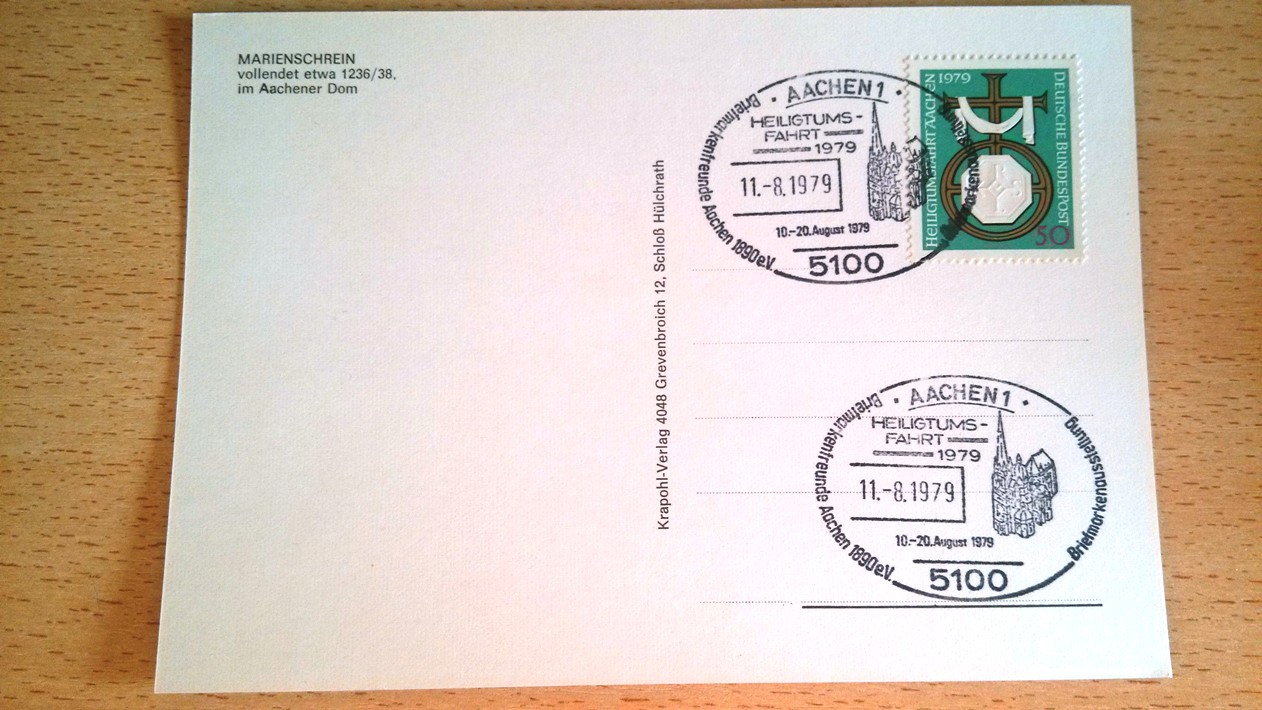 MARIENSCHREIN
vollendet etwa 1236/38,
im Aachener Dom
Krapohl-Verlag 4048 Grevenbroich 12, Schloß Hülchrath
AACHEN 1
HEILIGTUMS-
FAHRT
1979
11.-8.1979
10.-20. August 1979
5100
Briefmarkenfreunde Aachen 1890 e.V.
Briefmarkenausstellung
HEILIGTUMSFAHRT AACHEN 1979
DEUTSCHE BUNDESPOST
50
AACHEN 1
HEILIGTUMS-
FAHRT
1979
11.-8.1979
10.-20. August 1979
5100
Briefmarkenfreunde Aachen 1890 e.V.
Briefmarkenausstellung